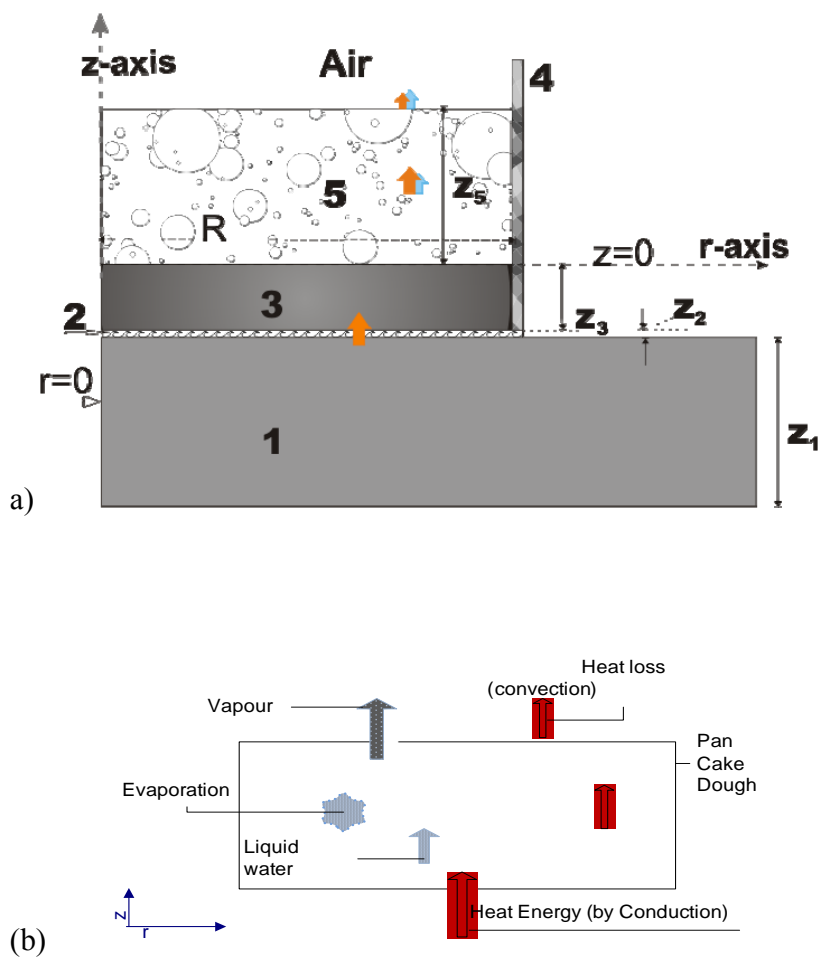 z-axis
Air
4
5
z5
R
z=0
r-axis
3
2
z3
z2
r=0
1
z1
a)
Heat loss
(convection)
Vapour
Pan
Cake
Dough
Evaporation
Liquid
water
Heat Energy (by Conduction)
z
r
(b)